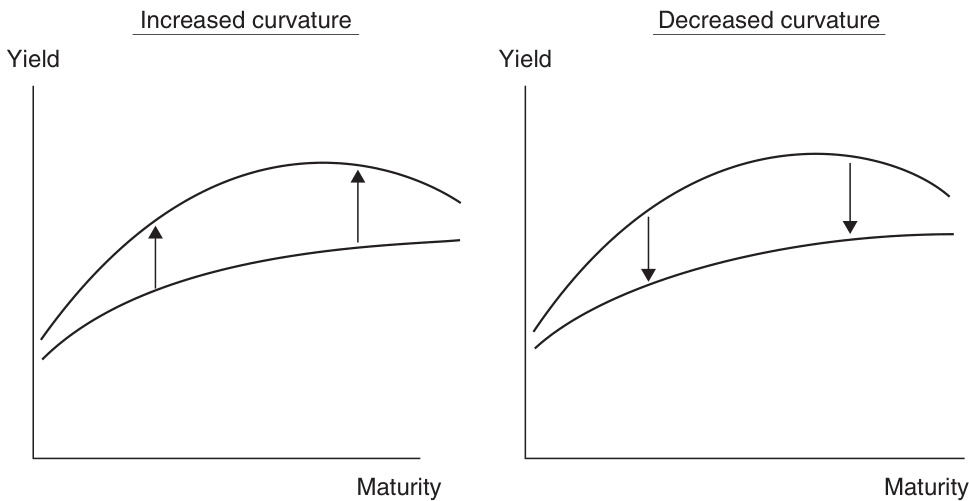 Increased curvature
Yield
Maturity
Decreased curvature
Yield
Maturity